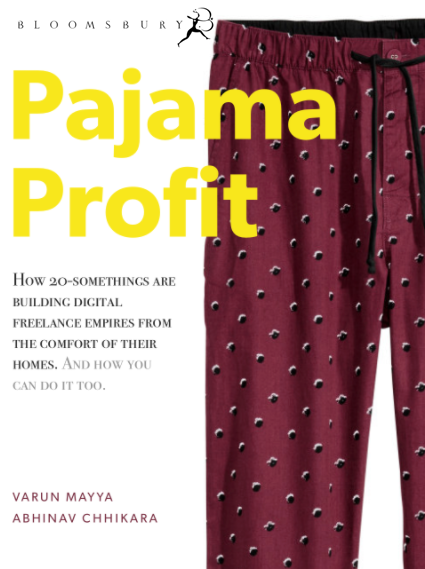 BLOOMSBURY
Pajama
Profit
HOW 20-SOMETHINGS ARE
BUILDING DIGITAL
FREELANCE EMPIRES FROM
THE COMFORT OF THEIR
HOMES. AND HOW YOU
CAN DO IT TOO.
VARUN MAYYA
ABHINAV CHHIKARA